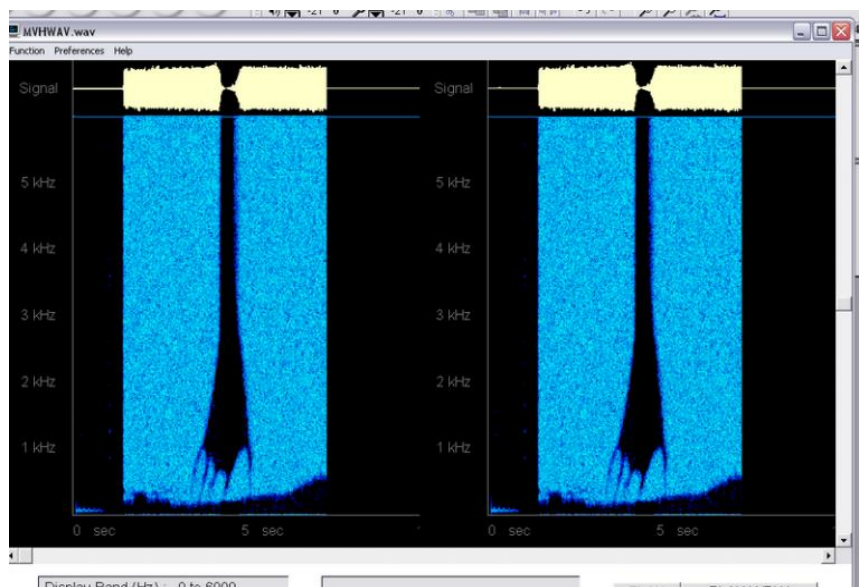 MVHWAV.wav
Function Preferences Help
Signal
Signal
5 kHz
5 kHz
4 kHz
4 kHz
3 kHz
3 kHz
2 kHz
2 kHz
1 kHz
1 kHz
0 sec 5 sec
0 sec 5 sec
Display Band (Hz) : 0 to 6000